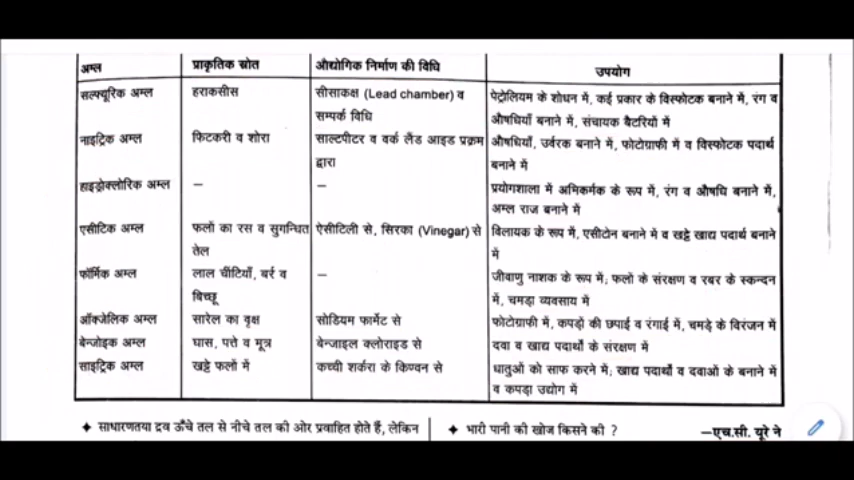 अम्ल प्राकृतिक स्रोत औद्योगिक निर्माण की विधि उपयोग
सल्फ्यूरिक अम्ल हराकसीस सीसाकक्ष (Lead chamber) व पेट्रोलियम के शोधन में, कई प्रकार के विस्फोटक बनाने में, रंग व
सम्पर्क विधि औषधियाँ बनाने में, संचायक बैटरियों में
नाइट्रिक अम्ल फिटकरी व शोरा साल्टपीटर व वर्क लैंड आइड प्रक्रम औषधियाँ, उर्वरक बनाने में, फोटोग्राफी में व विस्फोटक पदार्थ
द्वारा बनाने में
हाइड्रोक्लोरिक अम्ल – – प्रयोगशाला में अभिकर्मक के रूप में, रंग व औषधि बनाने में,
अम्ल राज बनाने में
एसीटिक अम्ल फलों का रस व सुगन्धित ऐसीटिली से, सिरका (Vinegar) से विलायक के रूप में, एसीटोन बनाने में व खट्टे खाद्य पदार्थ बनाने
तेल में
फॉर्मिक अम्ल लाल चींटियाँ, बर्र व – जीवाणु नाशक के रूप में; फलों के संरक्षण व रबर के स्कन्दन
बिच्छू में, चमड़ा व्यवसाय में
ऑक्जेलिक अम्ल सारेल का वृक्ष सोडियम फार्मेट से फोटोग्राफी में, कपड़ों की छपाई व रंगाई में, चमड़े के विरंजन में
बेन्जोइक अम्ल घास, पत्ते व मूत्र बेन्जाइल क्लोराइड से दवा व खाद्य पदार्थों के संरक्षण में
साइट्रिक अम्ल खट्टे फलों में कच्ची शर्करा के किण्वन से धातुओं को साफ करने में; खाद्य पदार्थों व दवाओं के बनाने में
व कपड़ा उद्योग में
✦ साधारणतया द्रव ऊँचे तल से नीचे तल की ओर प्रवाहित होते हैं, लेकिन
✦ भारी पानी की खोज किसने की ? –एच.सी. यूरे ने